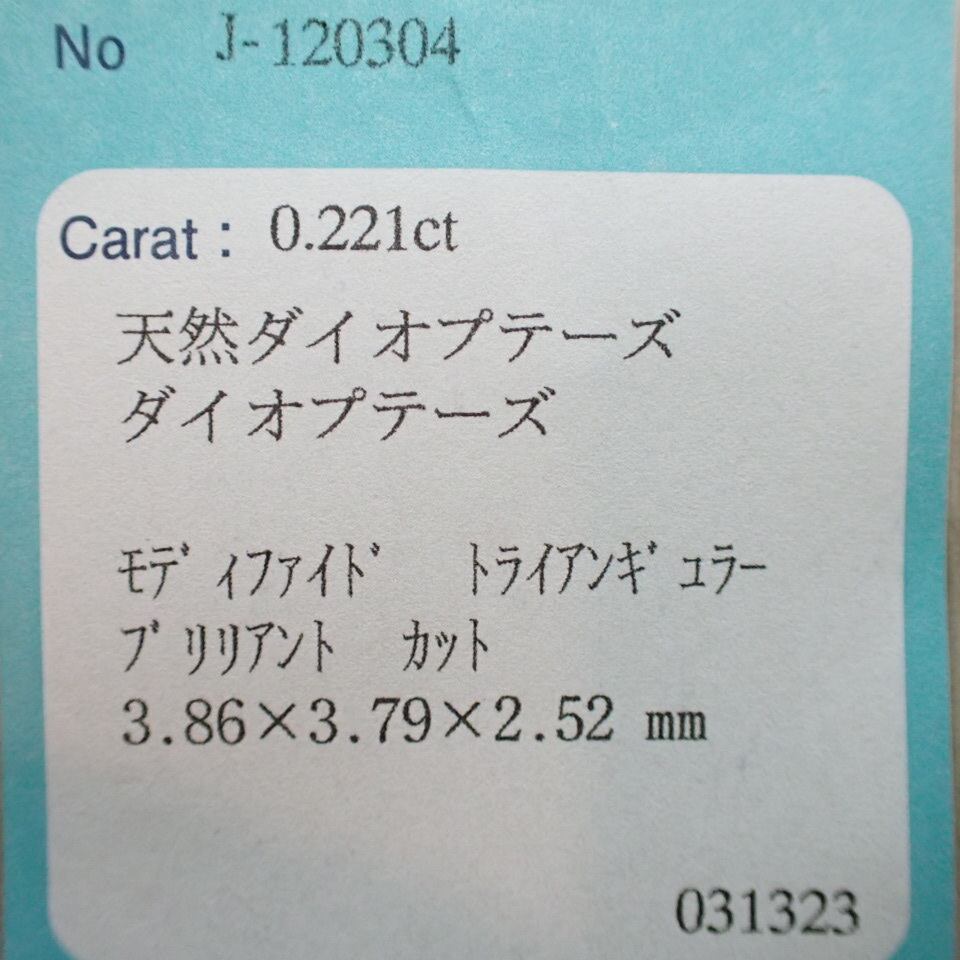 No J-120304
Carat : 0.221ct
天然ダイオプテーズ
ダイオプテーズ
ﾓﾃﾞｨﾌｧｲﾄﾞ ﾄﾗｲｱﾝｷﾞｭﾗｰ
ﾌﾞﾘﾘｱﾝﾄ ｶｯﾄ
3.86×3.79×2.52 mm
031323